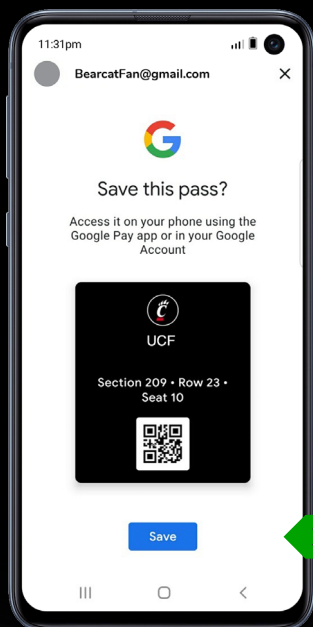 11:31pm
BearcatFan@gmail.com
Save this pass?
Access it on your phone using the
Google Pay app or in your Google
Account
UCF
Section 209 • Row 23 •
Seat 10
Save